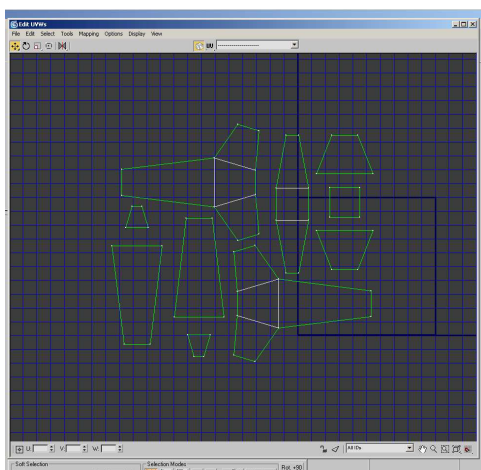 Edit UVWs
File Edit Select Tools Mapping Options Display View
UV --------------------
U: V: W: All IDs
Soft Selection Selection Modes Rot. +90